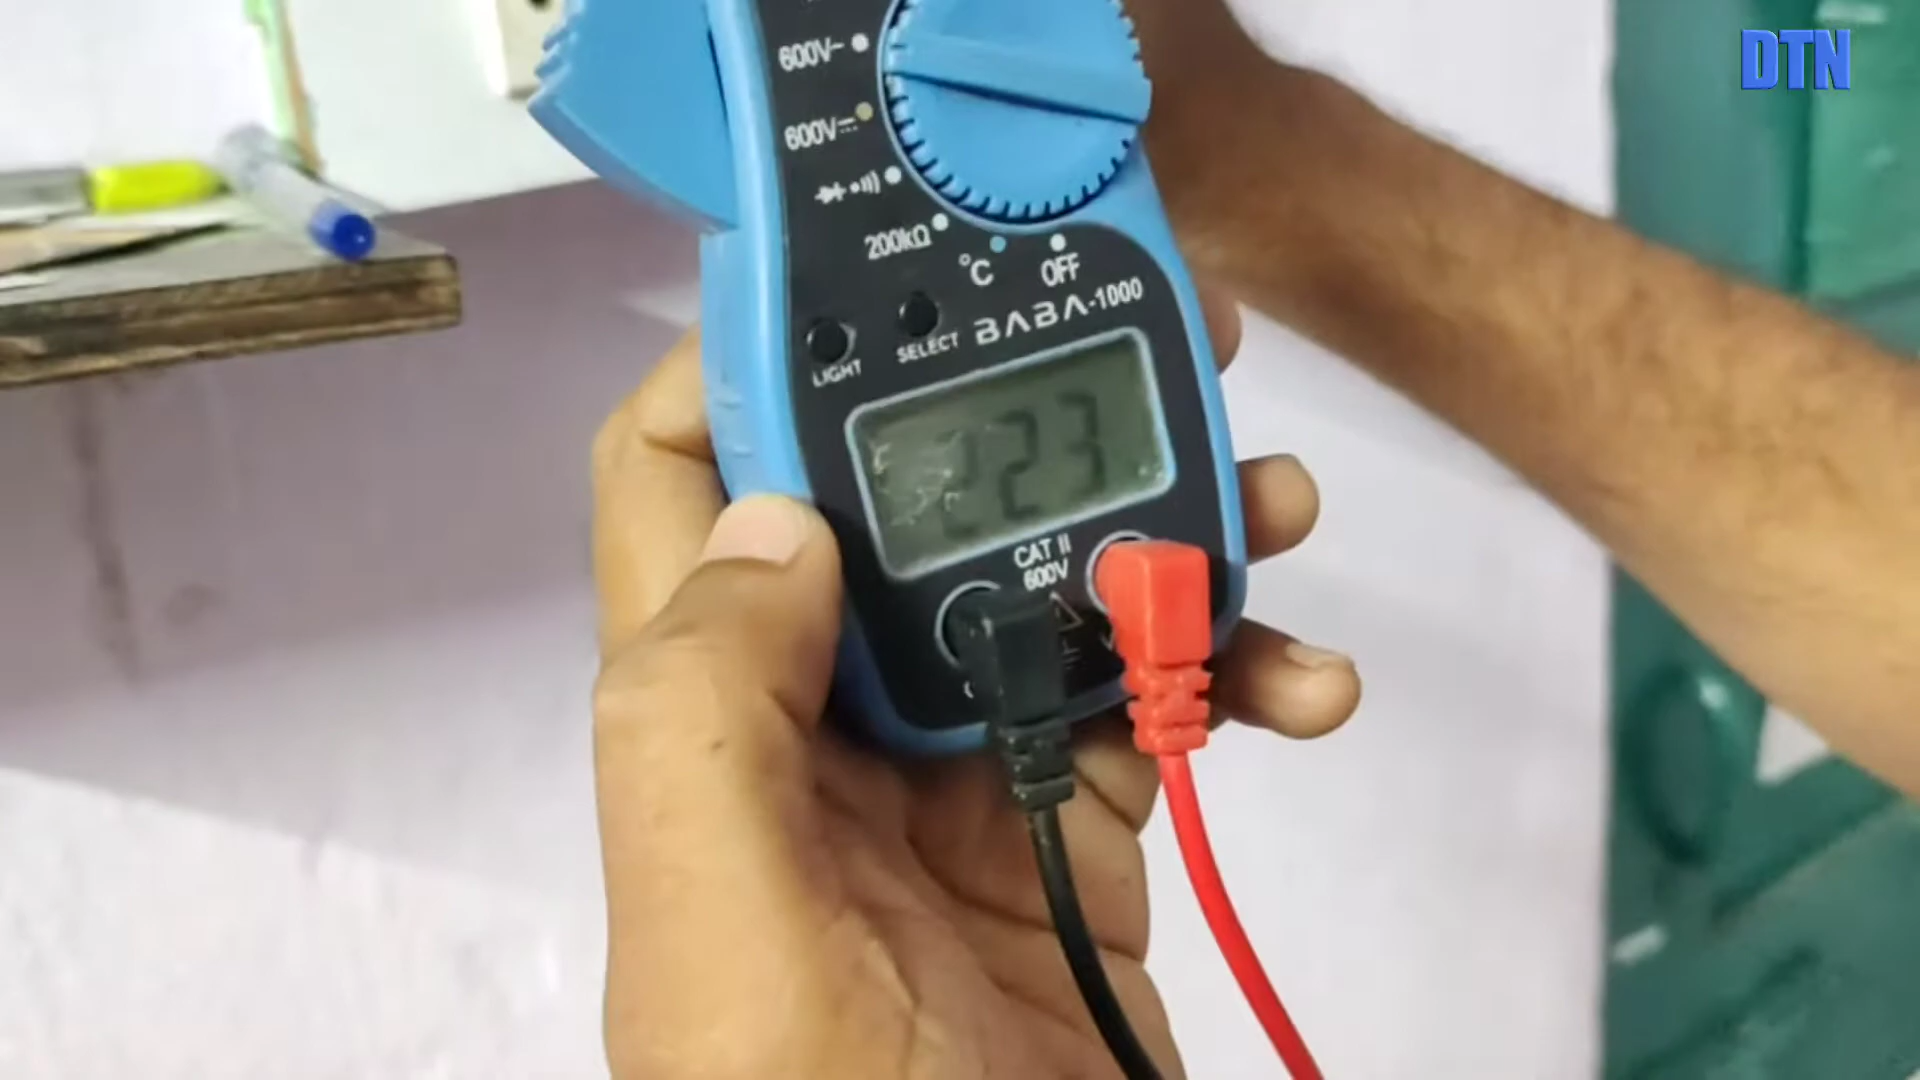 DTN
600V~
600V⎓
200kΩ
°C
OFF
LIGHT
SELECT
BABA-1000
223
CAT II
600V